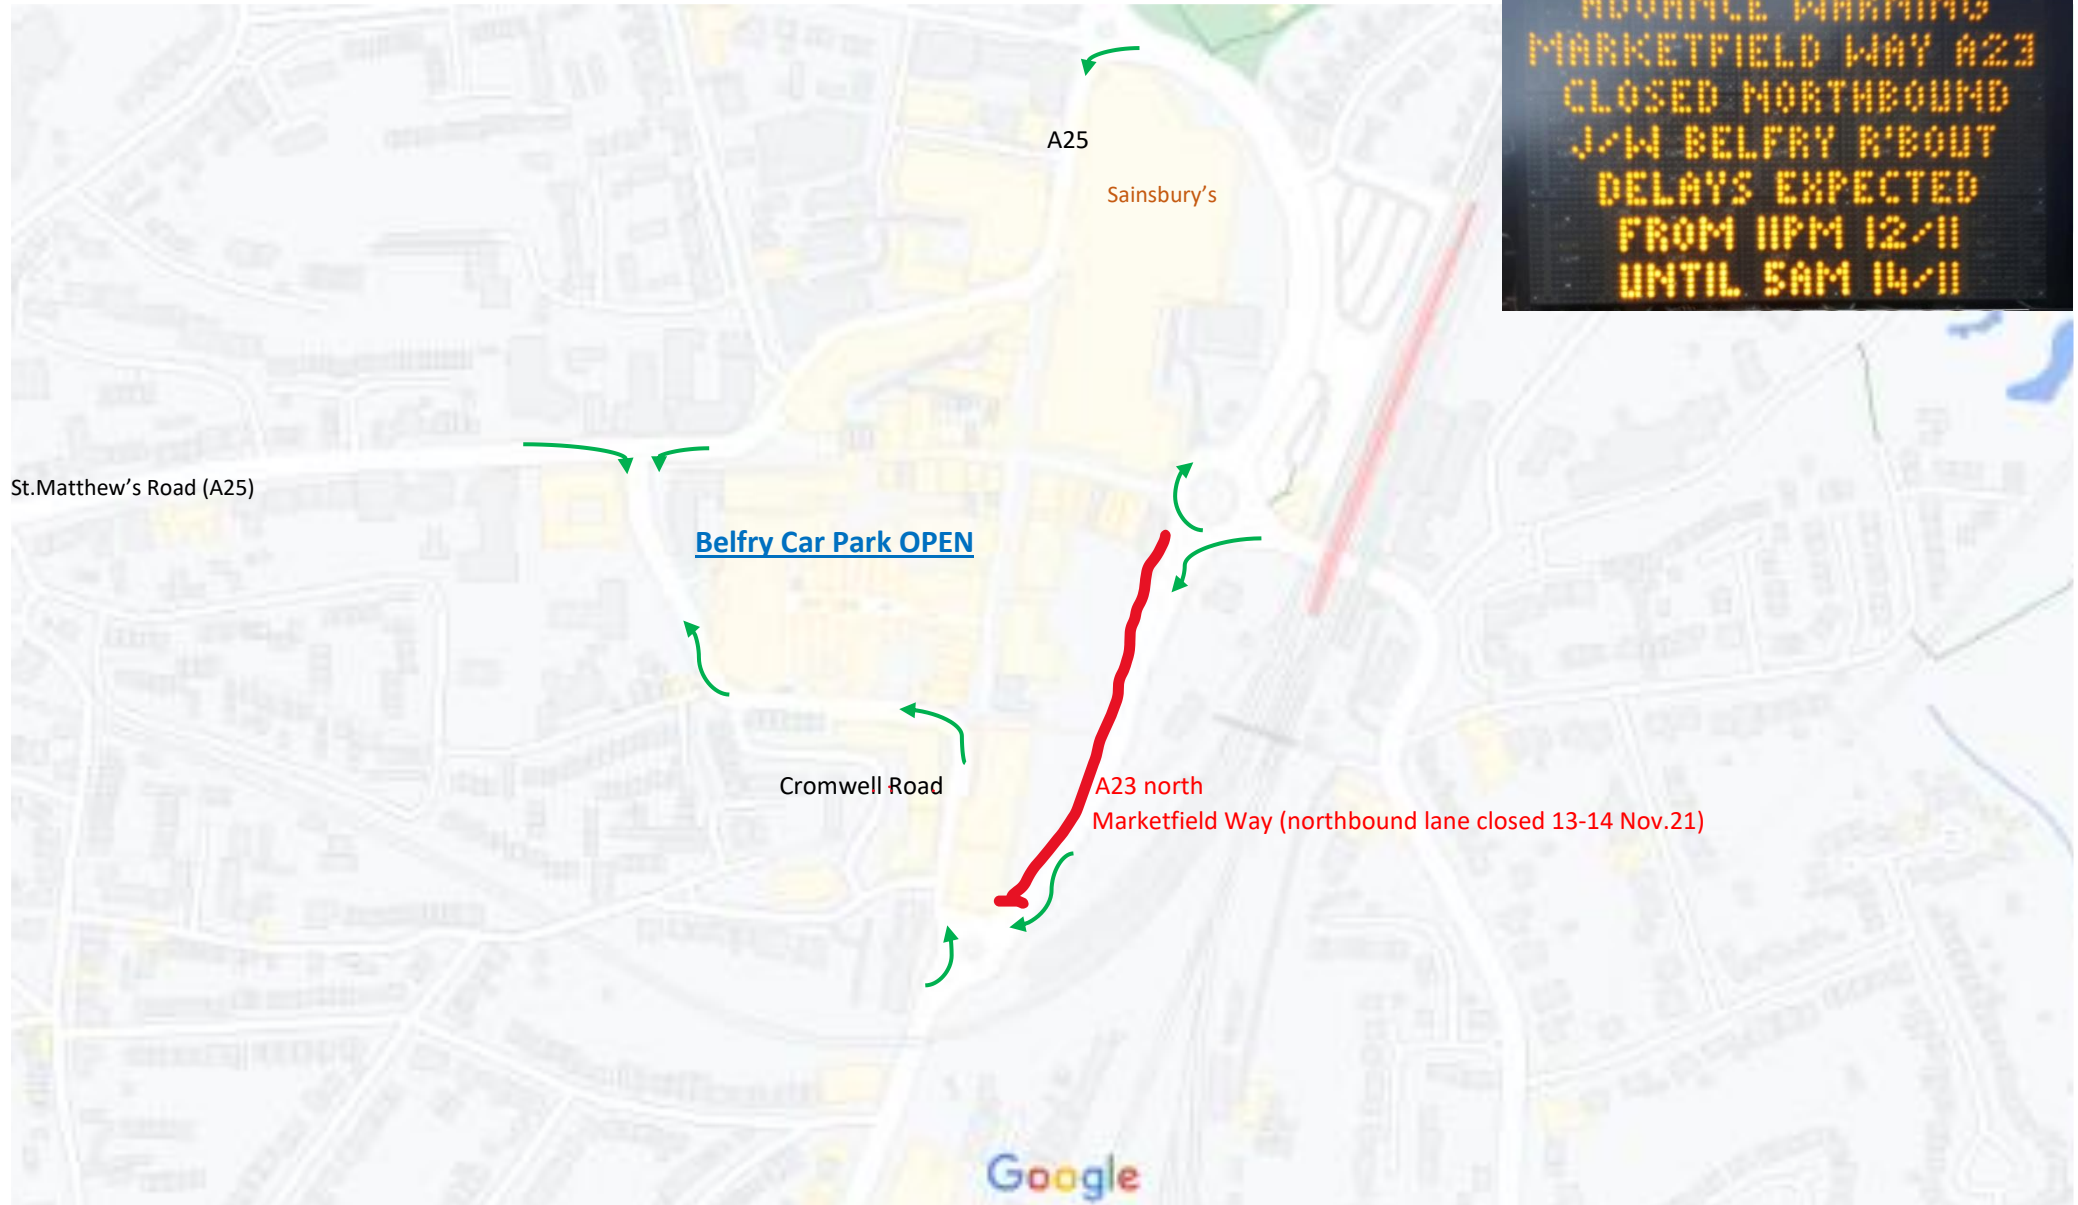 ADVANCE WARNING
MARKETFIELD WAY A23
CLOSED NORTHBOUND
J/W BELFRY R'BOUT
DELAYS EXPECTED
FROM 11PM 12/11
UNTIL 5AM 14/11
A25
Sainsbury's
St.Matthew's Road (A25)
Belfry Car Park OPEN
Cromwell Road
A23 north
Marketfield Way (northbound lane closed 13-14 Nov.21)
Google